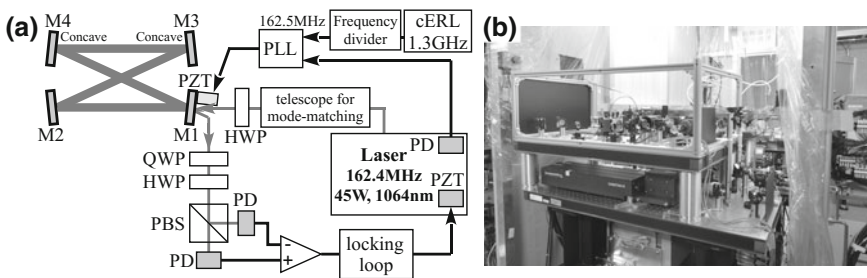 (a)
M4
Concave
Concave
M3
PZT
M2
M1
162.5MHz
PLL
Frequency
divider
cERL
1.3GHz
HWP
telescope for
mode-matching
QWP
HWP
PBS
PD
PD
-
+
locking
loop
Laser
162.4MHz
45W, 1064nm
PD
PZT
(b)